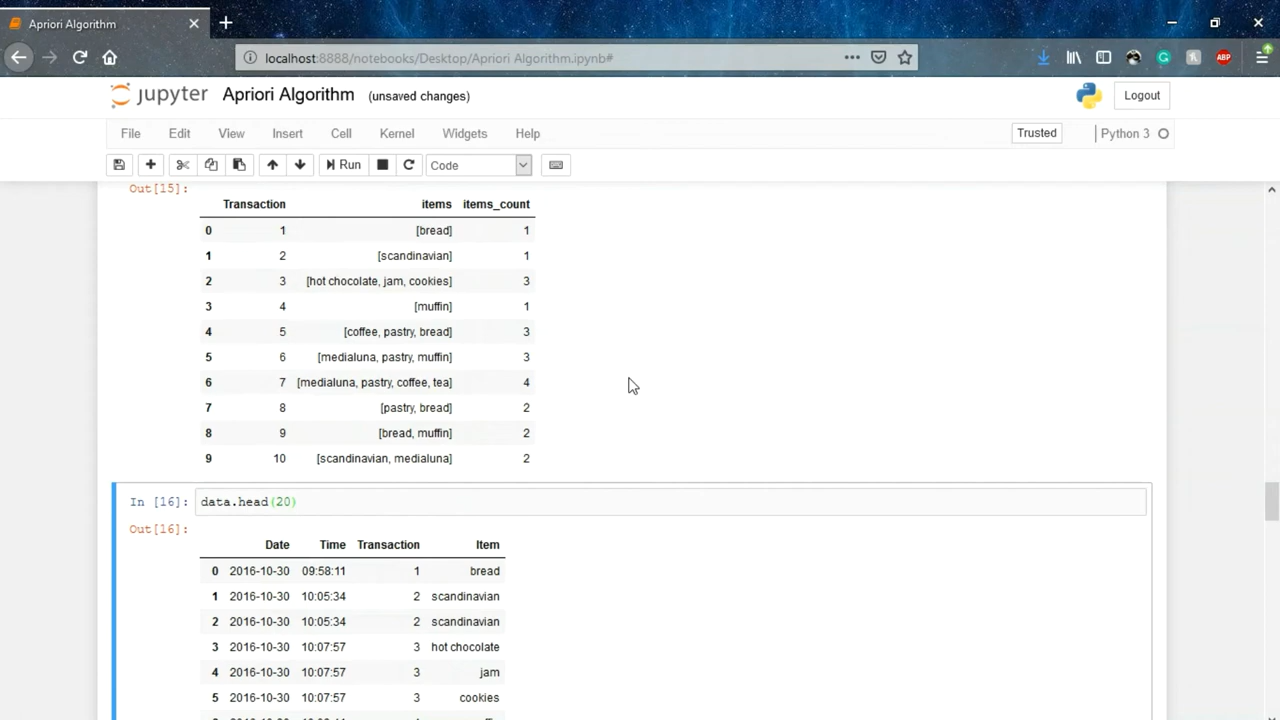 Apriori Algorithm
localhost:8888/notebooks/Desktop/Apriori Algorithm.ipynb#
ABP
jupyter Apriori Algorithm (unsaved changes)
Logout
File Edit View Insert Cell Kernel Widgets Help
Trusted
Python 3
Run
Code
Out[15]:
Transaction items items_count
0 1 [bread] 1
1 2 [scandinavian] 1
2 3 [hot chocolate, jam, cookies] 3
3 4 [muffin] 1
4 5 [coffee, pastry, bread] 3
5 6 [medialuna, pastry, muffin] 3
6 7 [medialuna, pastry, coffee, tea] 4
7 8 [pastry, bread] 2
8 9 [bread, muffin] 2
9 10 [scandinavian, medialuna] 2
In [16]: data.head(20)
Out[16]:
Date Time Transaction Item
0 2016-10-30 09:58:11 1 bread
1 2016-10-30 10:05:34 2 scandinavian
2 2016-10-30 10:05:34 2 scandinavian
3 2016-10-30 10:07:57 3 hot chocolate
4 2016-10-30 10:07:57 3 jam
5 2016-10-30 10:07:57 3 cookies